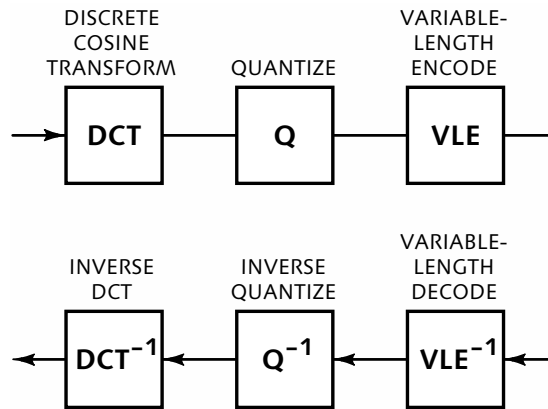 DISCRETE
COSINE
TRANSFORM
QUANTIZE
VARIABLE-
LENGTH
ENCODE
DCT
Q
VLE
INVERSE
DCT
INVERSE
QUANTIZE
VARIABLE-
LENGTH
DECODE
DCT⁻¹
Q⁻¹
VLE⁻¹